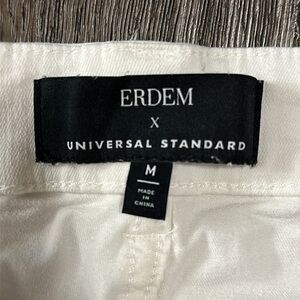 ERDEM
X
UNIVERSAL STANDARD
M
MADE IN
CHINA